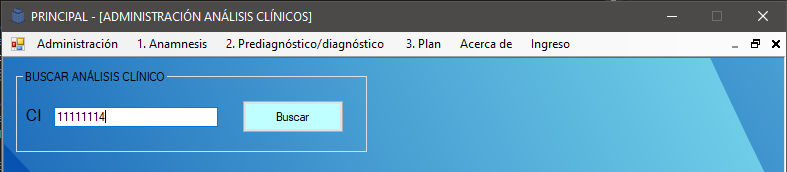 PRINCIPAL - [ADMINISTRACIÓN ANÁLISIS CLÍNICOS]
Administración 1. Anamnesis 2. Prediagnóstico/diagnóstico 3. Plan Acerca de Ingreso
BUSCAR ANÁLISIS CLÍNICO
CI 11111114 Buscar